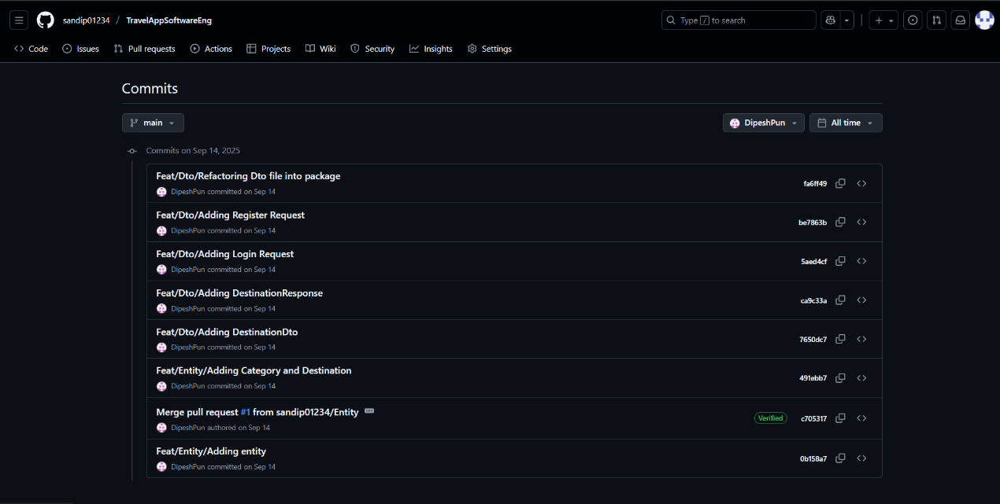 sandip01234 / TravelAppSoftwareEng
Type / to search
Code Issues Pull requests Actions Projects Wiki Security Insights Settings
Commits
main
DipeshPun
All time
Commits on Sep 14, 2025
Feat/Dto/Refactoring Dto file into package
DipeshPun committed on Sep 14
fa6ff49
Feat/Dto/Adding Register Request
DipeshPun committed on Sep 14
be7863b
Feat/Dto/Adding Login Request
DipeshPun committed on Sep 14
5aed4cf
Feat/Dto/Adding DestinationResponse
DipeshPun committed on Sep 14
ca9c33a
Feat/Dto/Adding DestinationDto
DipeshPun committed on Sep 14
7650dc7
Feat/Entity/Adding Category and Destination
DipeshPun committed on Sep 14
491ebb7
Merge pull request #1 from sandip01234/Entity
DipeshPun authored on Sep 14
Verified
c705317
Feat/Entity/Adding entity
DipeshPun committed on Sep 14
0b158a7